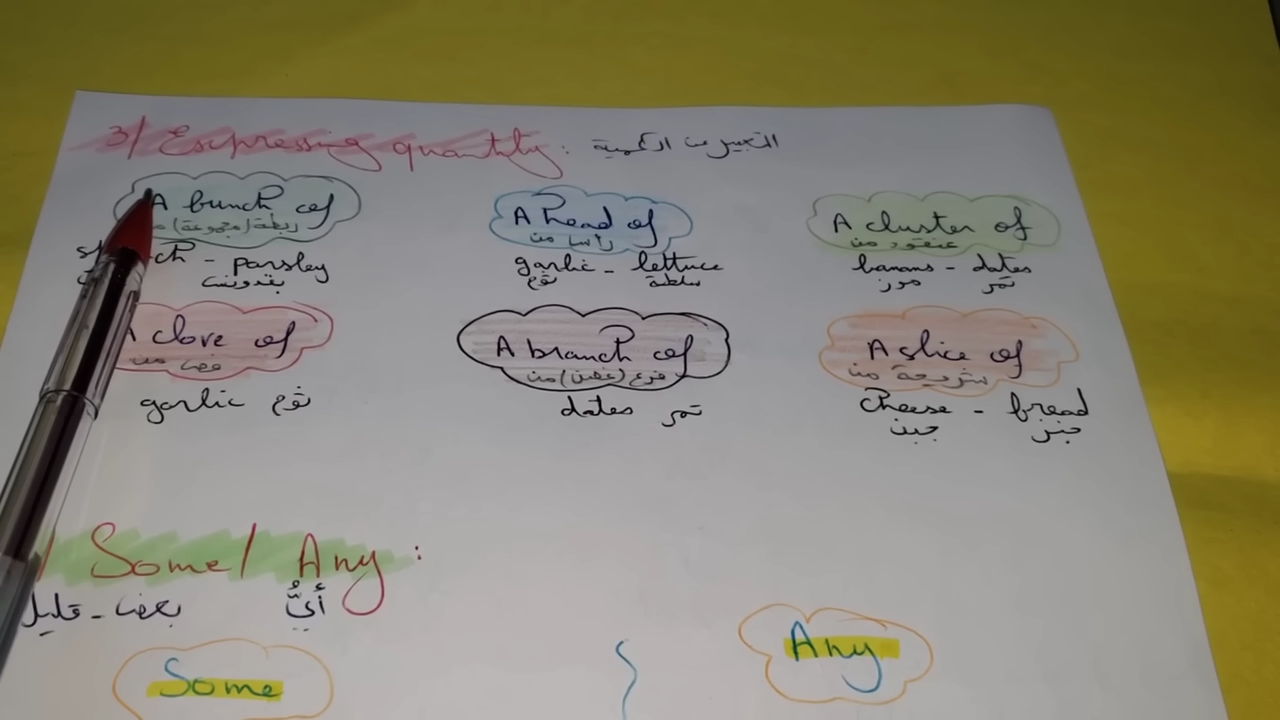 3/ Expressing quantity: التعبير عن الكمية
A bunch of
ربطة (مجموعة)
parsley
بقدونس
A head of
رأسا من
garlic - lettuce
ثوم سلطة
A cluster of
عنقود من
banans - dates
موز تمر
A clove of
فص من
garlic ثوم
A branch of
فرع (غصن) من
dates تمر
A slice of
شريحة من
cheese - bread
جبن خبز
/ Some / Any:
بعض - قليل أيُّ
Some
Any